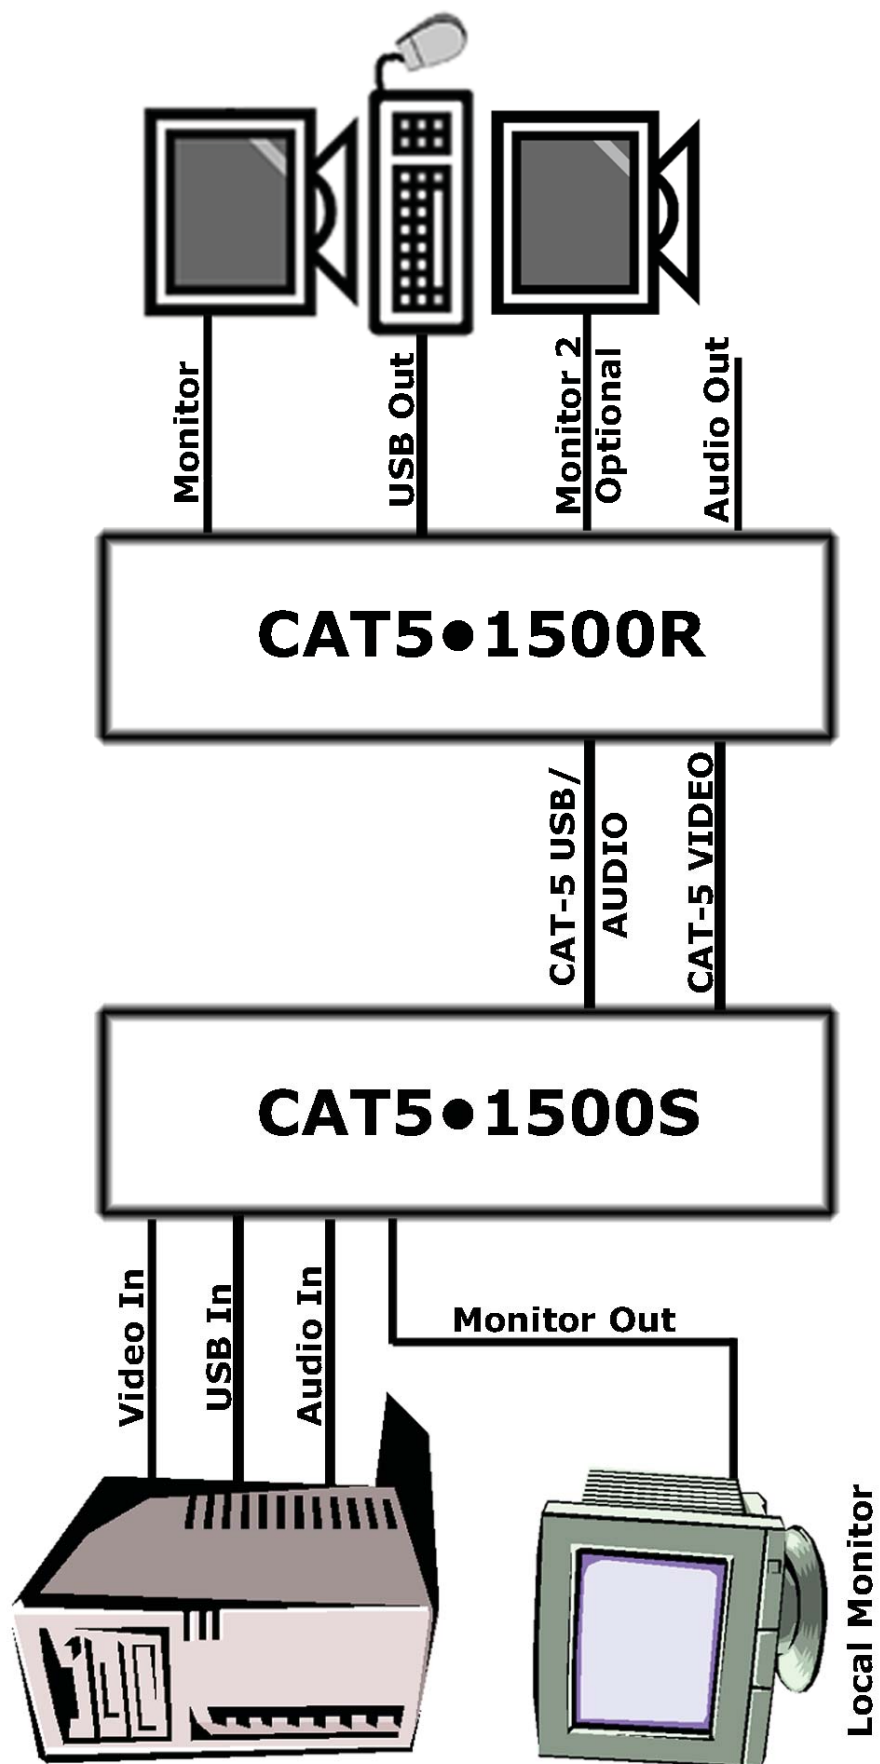 Monitor
USB Out
Monitor 2
Optional
Audio Out
CAT5●1500R
CAT-5 USB/
AUDIO
CAT-5 VIDEO
CAT5●1500S
Video In
USB In
Audio In
Monitor Out
Local Monitor